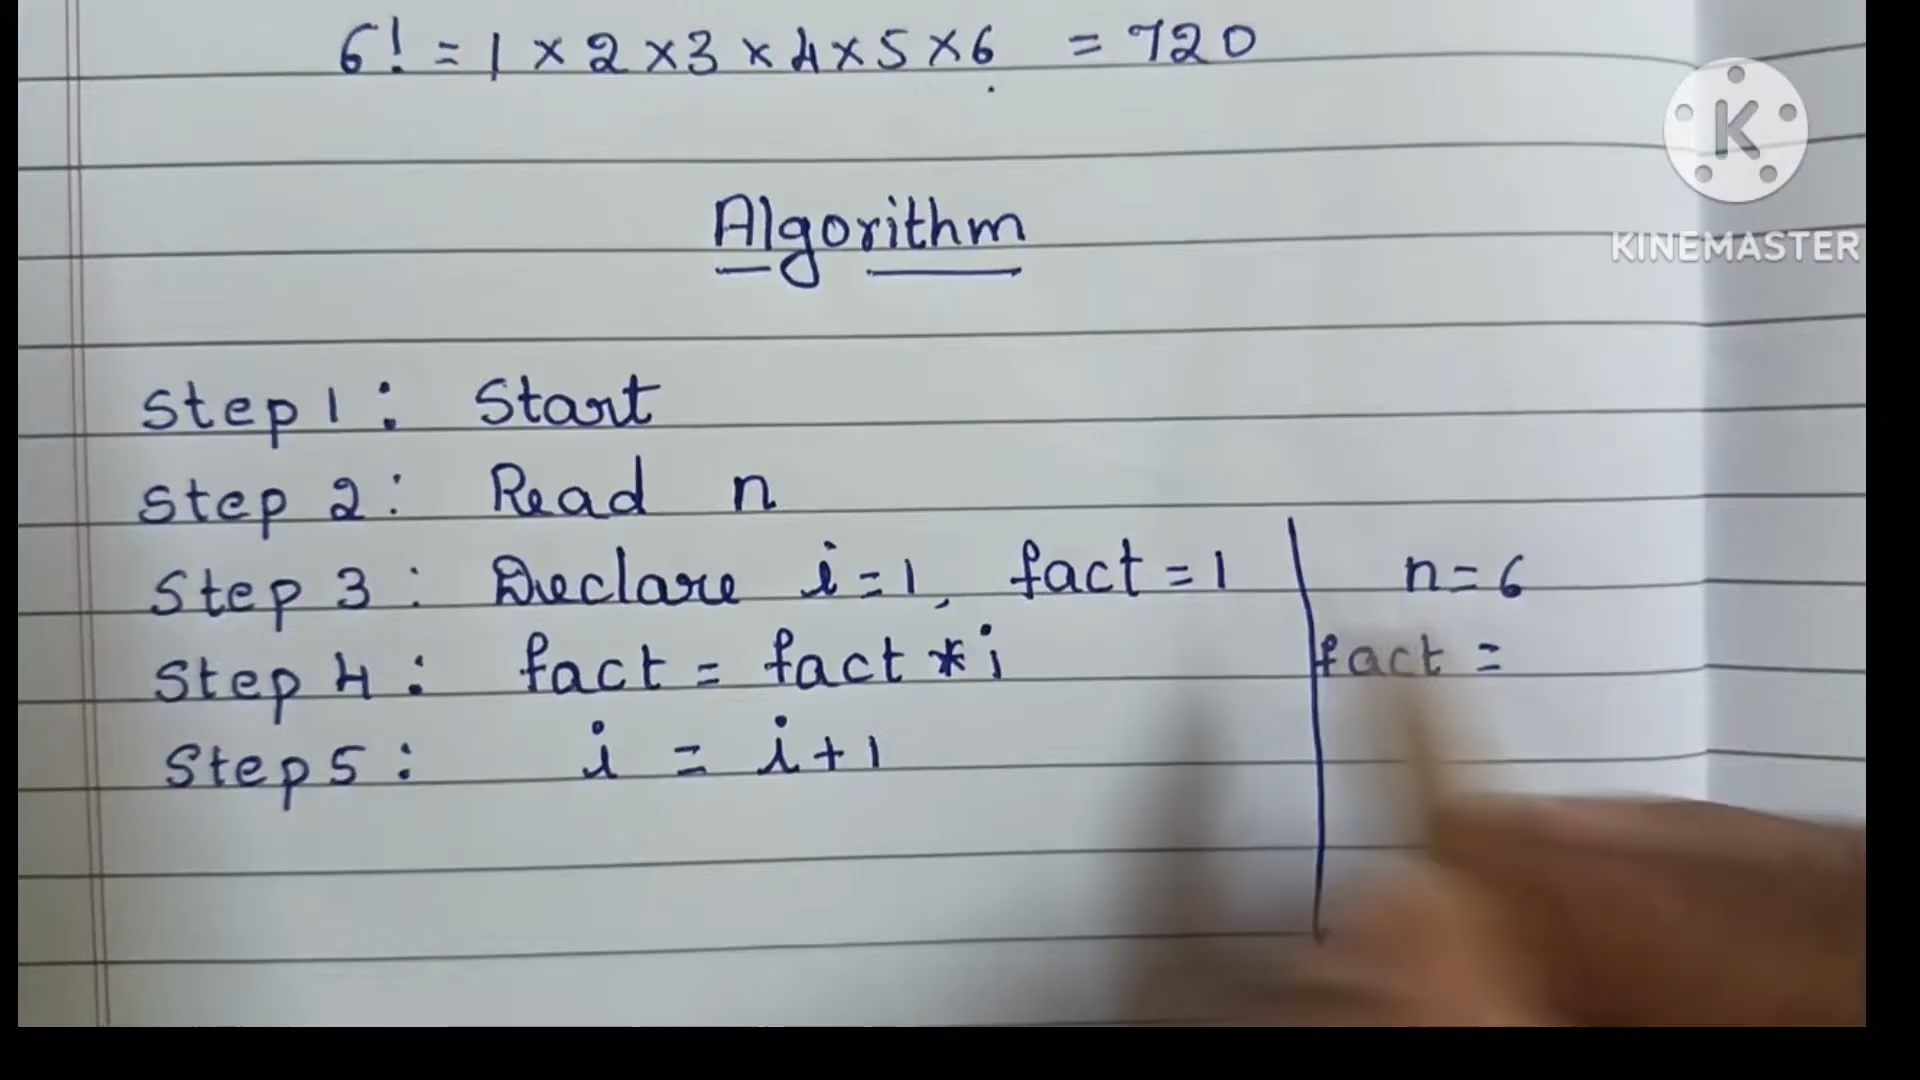 6! = 1 × 2 × 3 × 4 × 5 × 6 = 720
K
KINEMASTER
Algorithm
Step 1 : Start
Step 2 : Read n
Step 3 : Declare i = 1, fact = 1
n = 6
Step 4 : fact = fact * i
fact =
Step 5 : i = i + 1